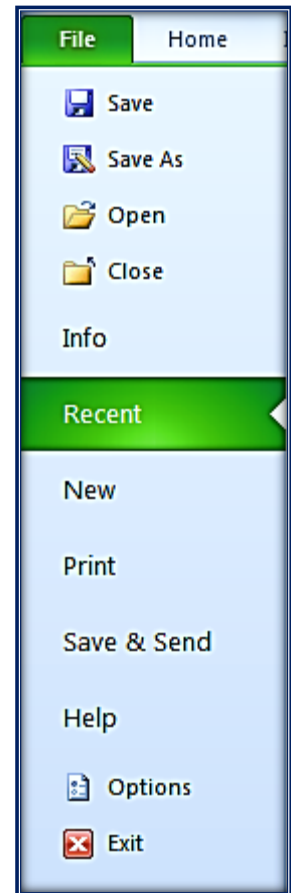 File Home
Save
Save As
Open
Close
Info
Recent
New
Print
Save & Send
Help
Options
Exit